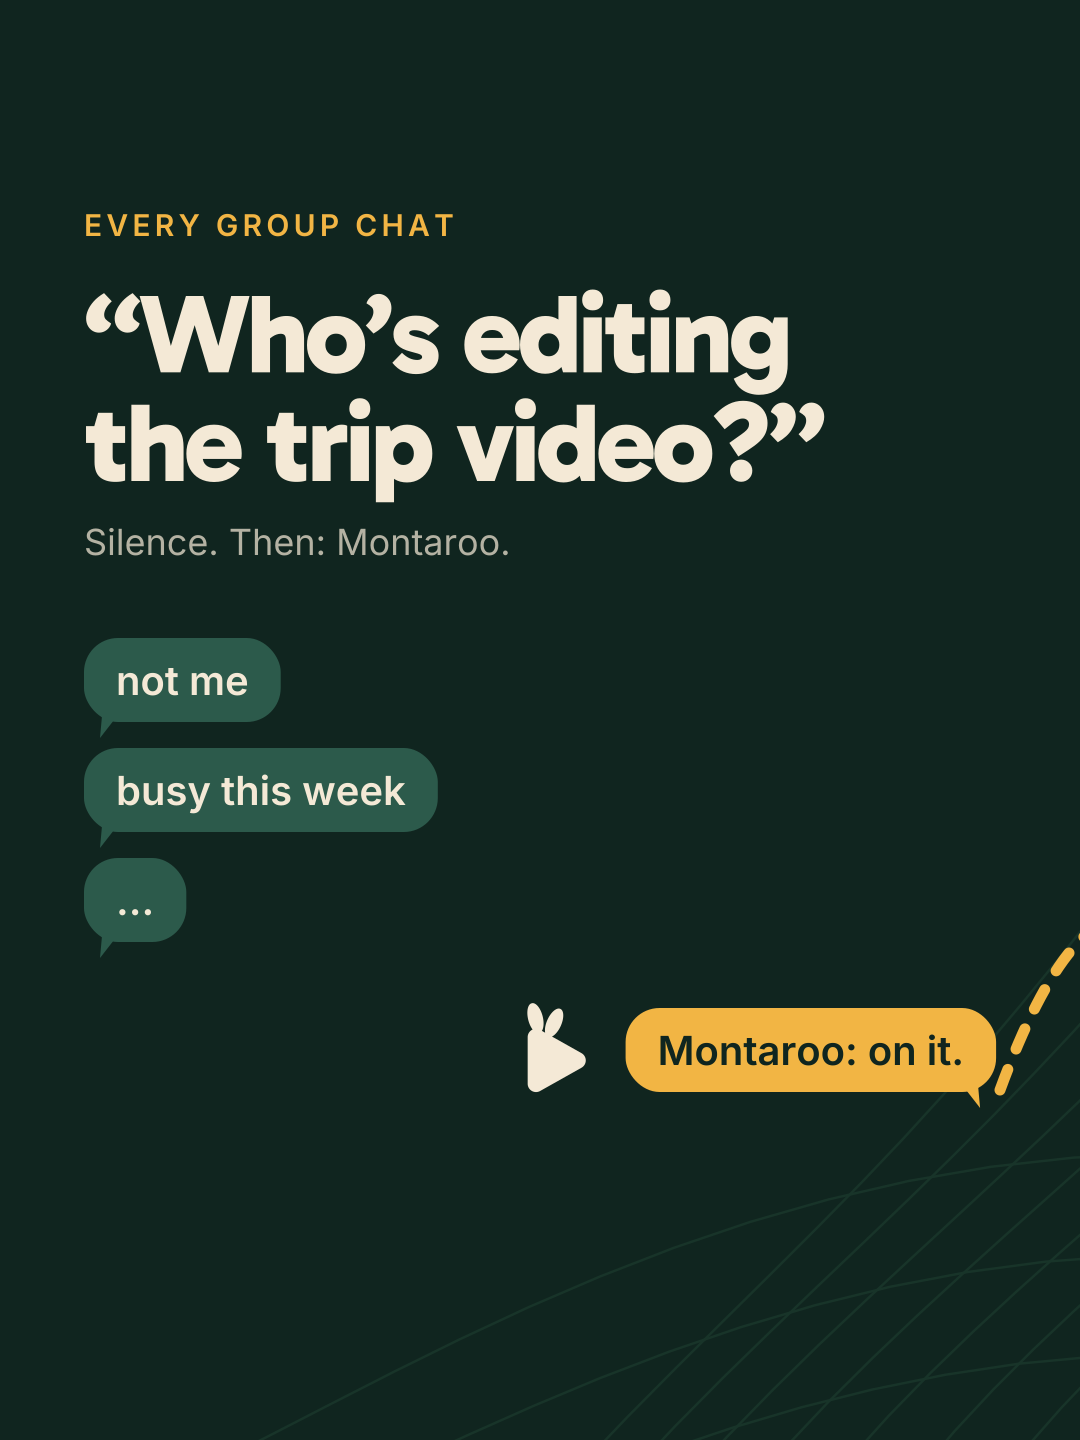 EVERY GROUP CHAT
“Who’s editing
the trip video?”
Silence. Then: Montaroo.
not me
busy this week
...
Montaroo: on it.